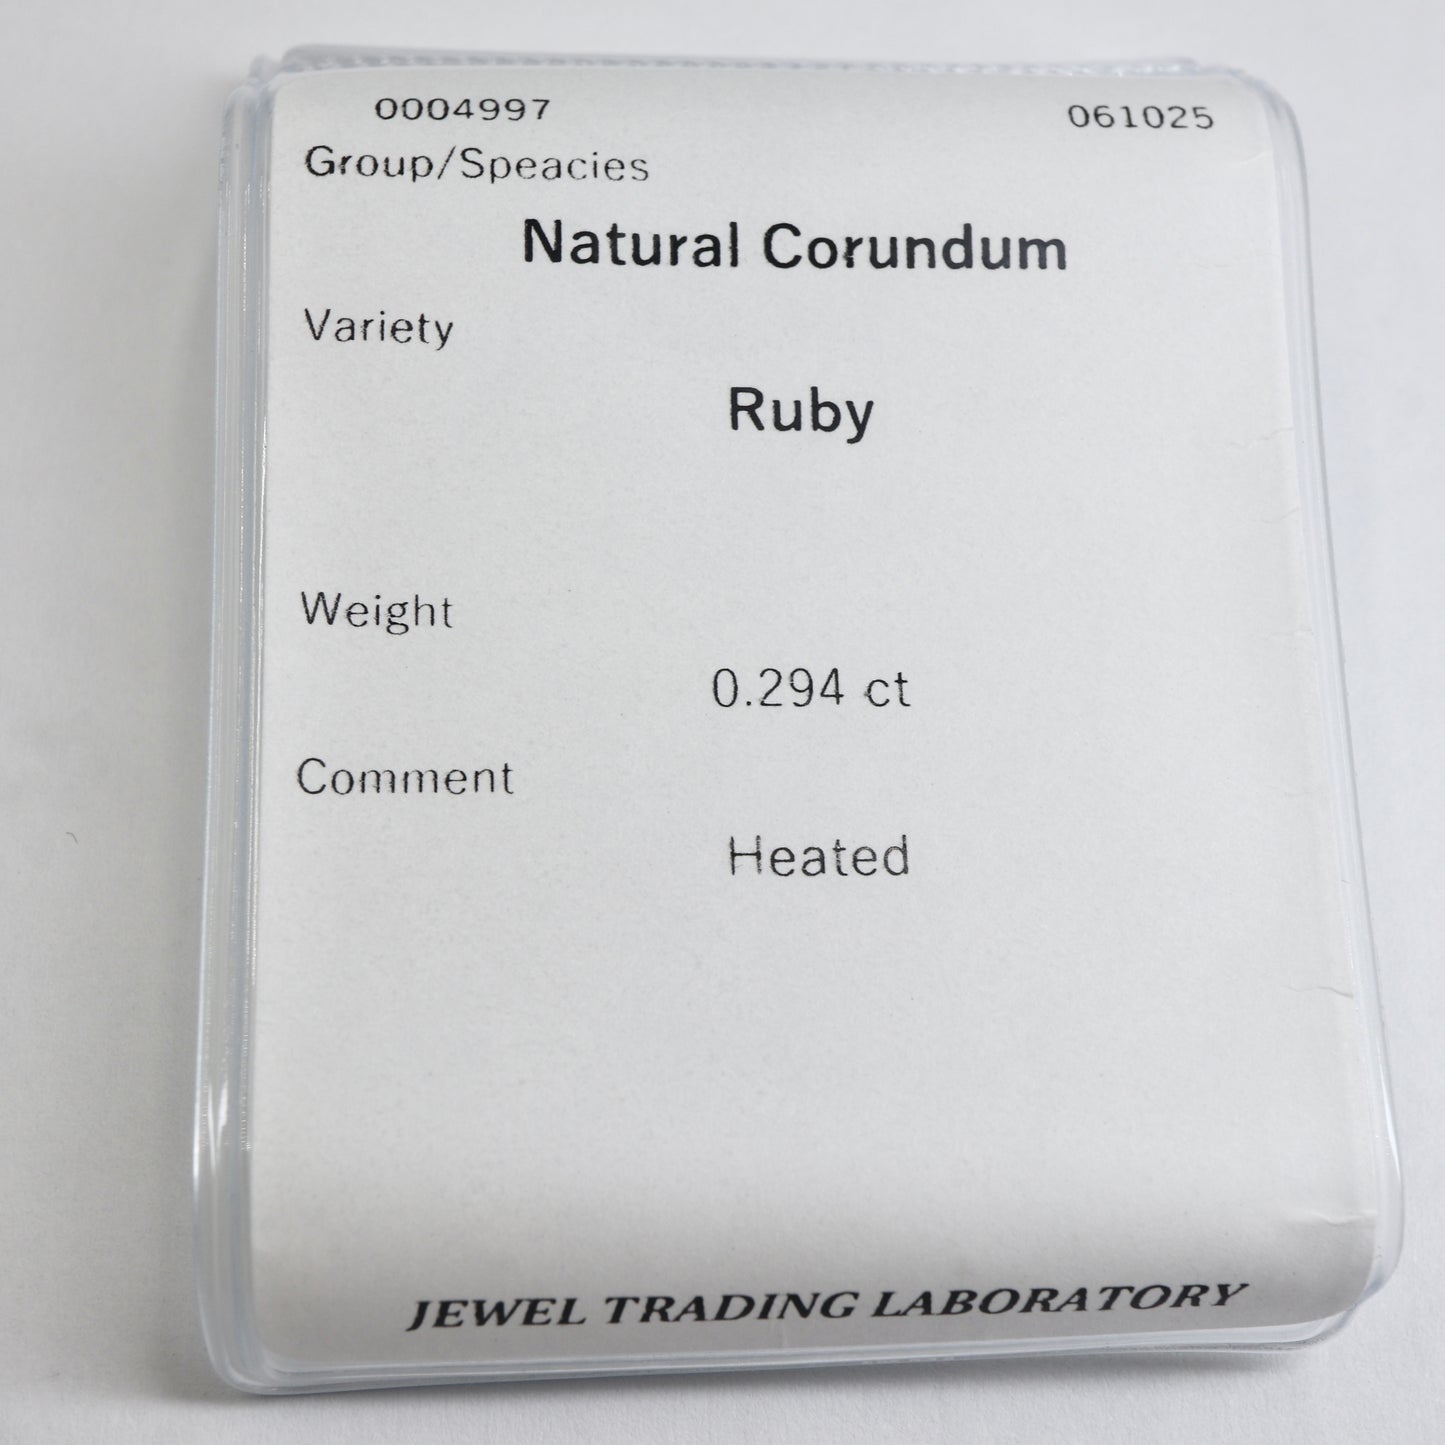 0004997 061025
Group/Speacies
Natural Corundum
Variety
Ruby
Weight
0.294 ct
Comment
Heated
JEWEL TRADING LABORATORY